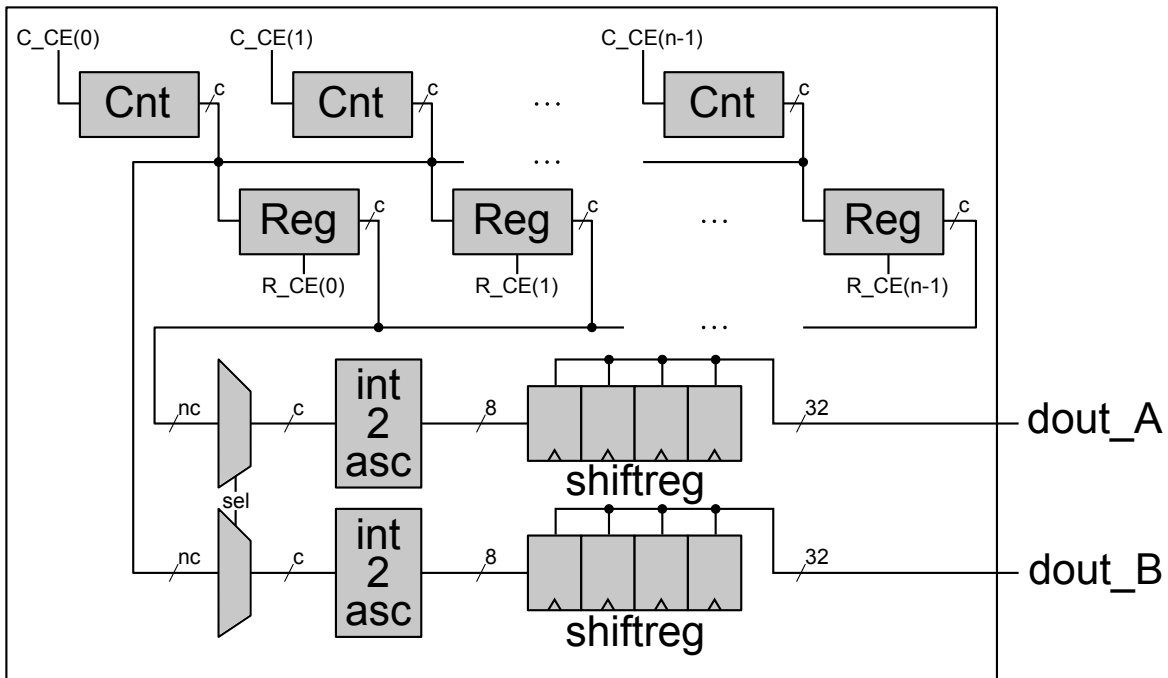 C_CE(0) C_CE(1) C_CE(n-1)
Cnt c Cnt c ... Cnt c
...
Reg c Reg c ... Reg c
R_CE(0) R_CE(1) R_CE(n-1)
...
nc c int 2 asc 8 32 dout_A
shiftreg
sel
nc c int 2 asc 8 32 dout_B
shiftreg